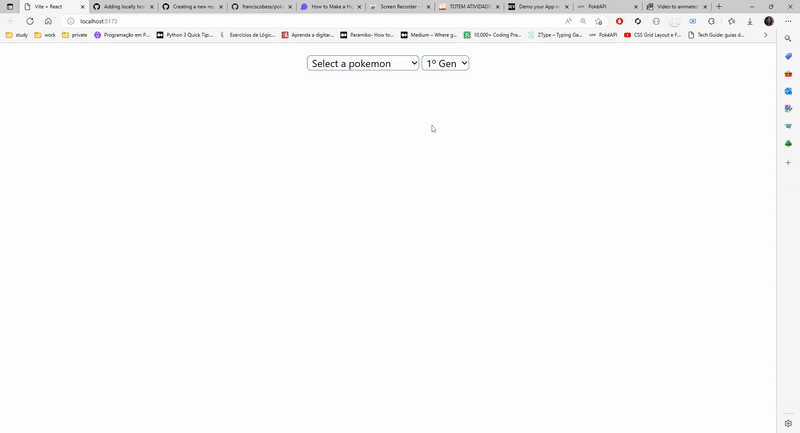 Vite + React
Adding locally hos
Creating a new re
franciscobess/pok
How to Make a Hi
Screen Recorder
TOTEM ATIVIDADE
Demo your App in
PokéAPI
Video to animated
localhost:5173
study
work
private
Programação em P...
Python 3 Quick Tip:...
Exercícios de Lógic...
Aprenda a digitar...
Paramiko- How to...
Medium – Where g...
10,000+ Coding Pra...
ZType – Typing Ga...
PokéAPI
CSS Grid Layout e F...
Tech Guide: guias d...
Select a pokemon
1º Gen